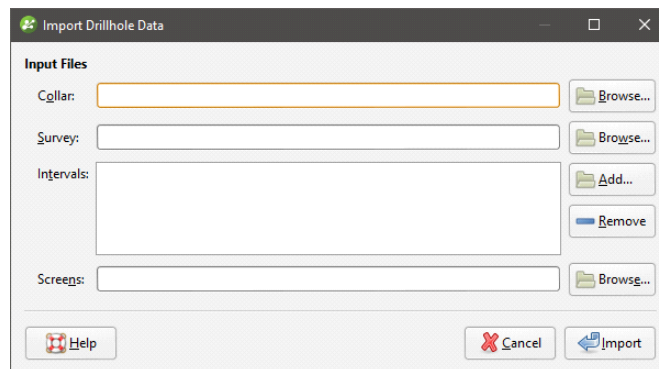 Import Drillhole Data
Input Files
Collar:
Browse...
Survey:
Browse...
Intervals:
Add...
Remove
Screens:
Browse...
Help
Cancel
Import